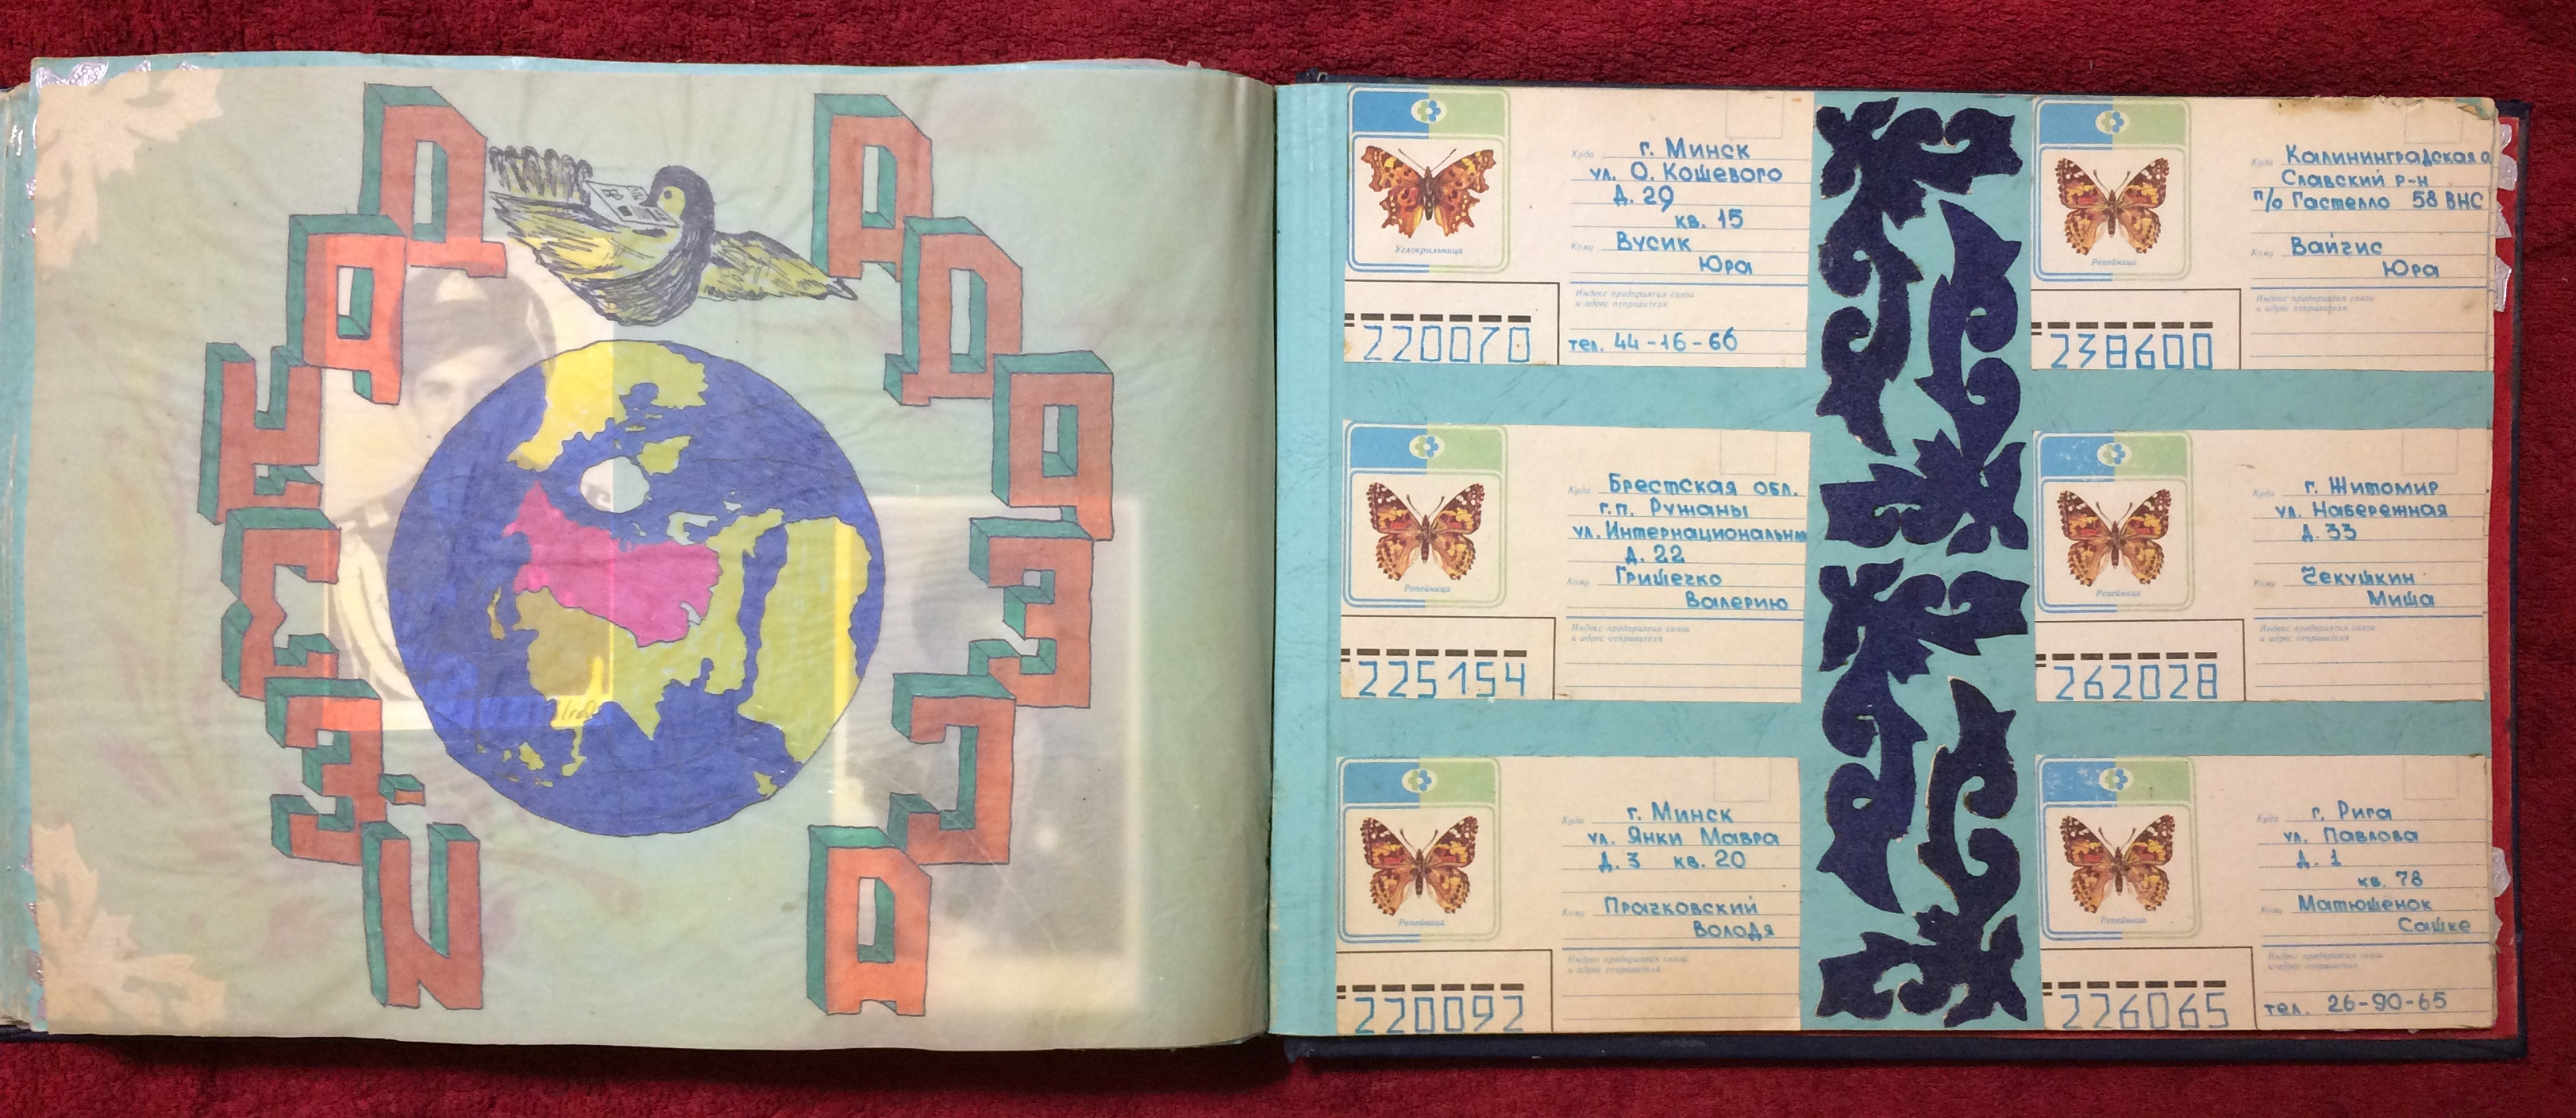 АДРЕСА
ДРУЗЕЙ
Углокрыльница
Куда г. Минск
ул. О. Кошевого
д. 29
кв. 15
Кому Вусик
Юра
Индекс предприятия связи
и адрес отправителя
220070
тел. 44-16-66
Репейница
Куда Калининградская о
Славский р-н
п/о Гастелло 58 ВНС
Кому Вайчис
Юра
Индекс предприятия связи
и адрес отправителя
238600
Репейница
Куда Брестская обл.
г.п. Ружаны
ул. Интернациональн
д. 22
Кому Гришечко
Валерию
Индекс предприятия связи
и адрес отправителя
225154
Репейница
Куда г. Житомир
ул. Набережная
д. 33
Кому Чекушкин
Миша
Индекс предприятия связи
и адрес отправителя
262028
Репейница
Куда г. Минск
ул. Янки Мавра
д. 3 кв. 20
Кому Прачковский
Володя
Индекс предприятия связи
и адрес отправителя
220092
Репейница
Куда г. Рига
ул. Павлова
д. 1
кв. 78
Кому Матюшенок
Сашке
Индекс предприятия связи
и адрес отправителя
226065
тел. 26-90-65